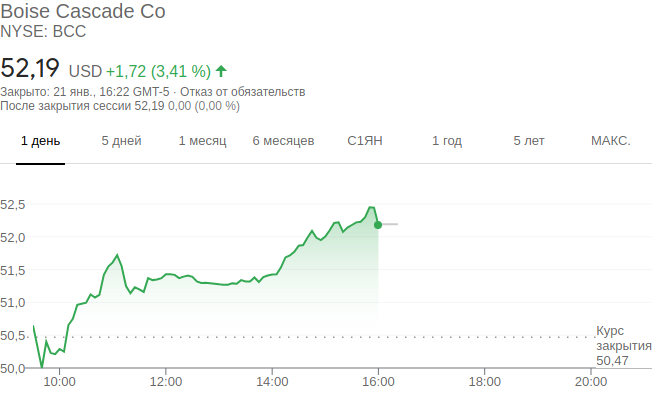 Boise Cascade Co
NYSE: BCC
52,19 USD +1,72 (3,41 %)
Закрыто: 21 янв., 16:22 GMT-5 · Отказ от обязательств
После закрытия сессии 52,19 0,00 (0,00 %)
1 день 5 дней 1 месяц 6 месяцев С1ЯН 1 год 5 лет МАКС.
52,5
52,0
51,5
51,0
50,5
Курс
закрытия
50,47
50,0
10:00 12:00 14:00 16:00 18:00 20:00